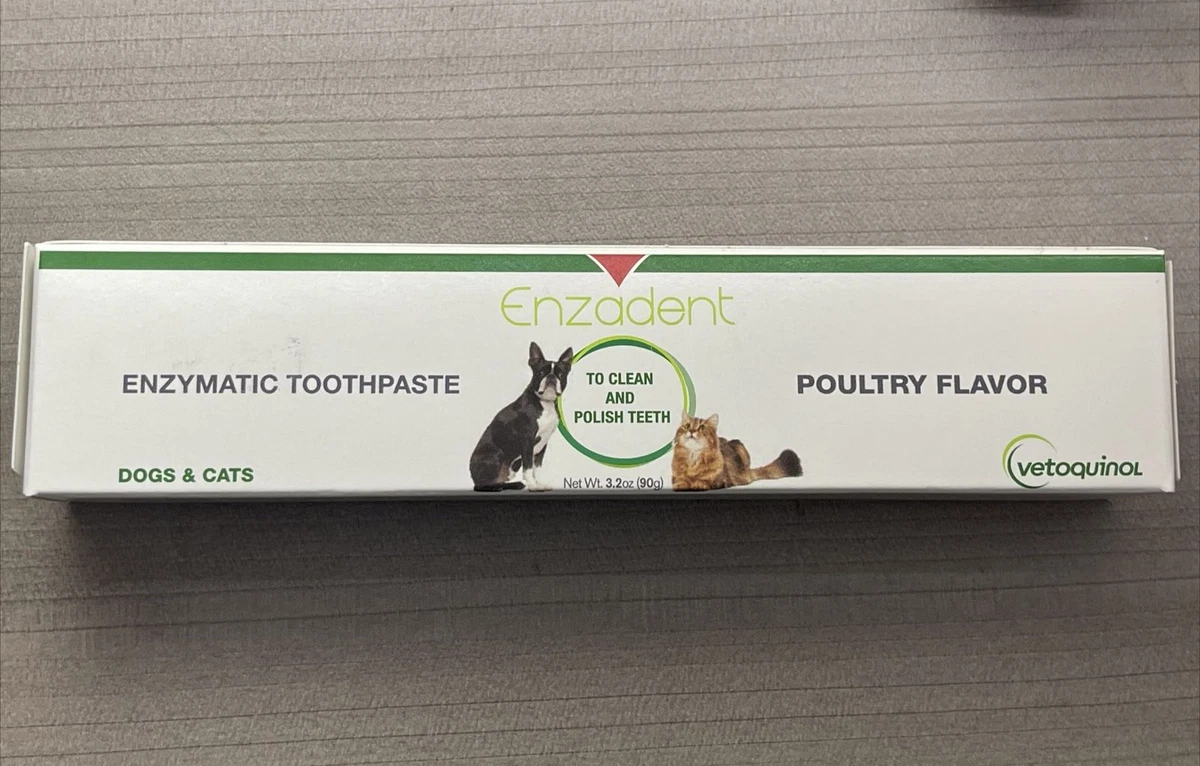 Enzadent
ENZYMATIC TOOTHPASTE
TO CLEAN
AND
POLISH TEETH
POULTRY FLAVOR
DOGS & CATS
Net Wt. 3.2oz (90g)
vetoquinol